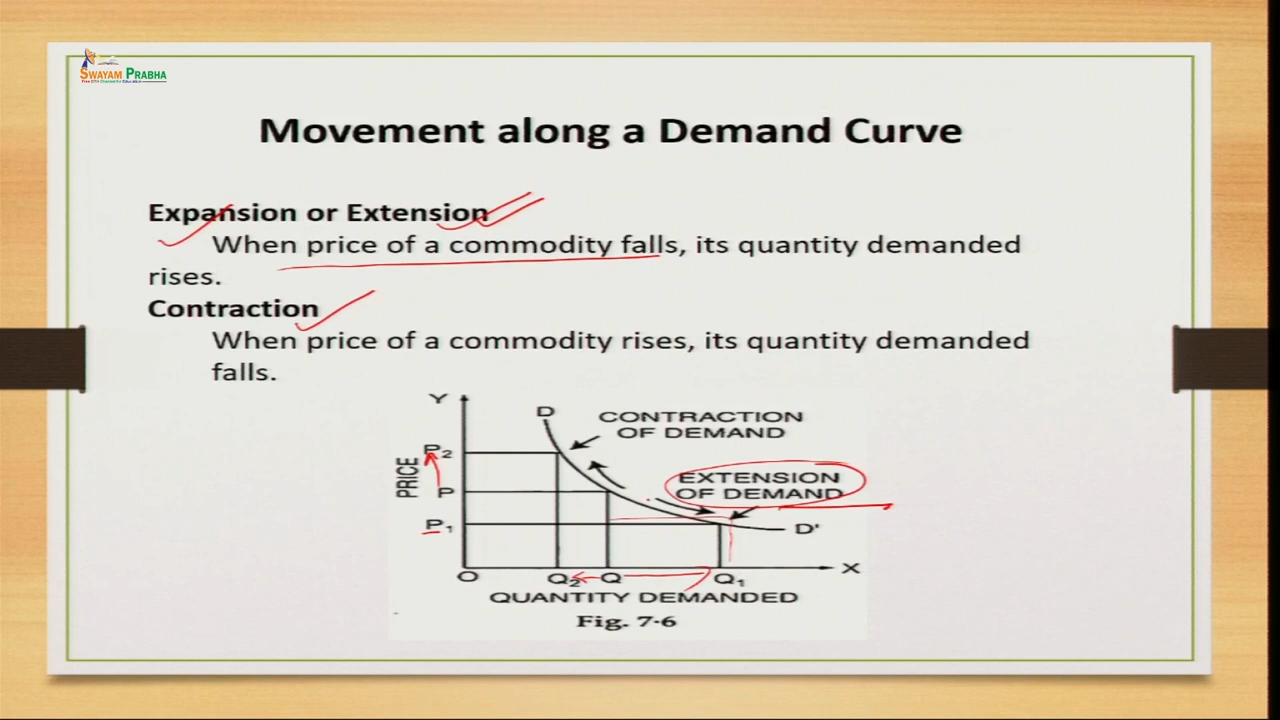 SWAYAM PRABHA
Movement along a Demand Curve
Expansion or Extension
When price of a commodity falls, its quantity demanded
rises.
Contraction
When price of a commodity rises, its quantity demanded
falls.
Y
D
CONTRACTION
OF DEMAND
P2
PRICE
EXTENSION
OF DEMAND
P
P1
D'
O
Q2
Q
Q1
X
QUANTITY DEMANDED
Fig. 7·6